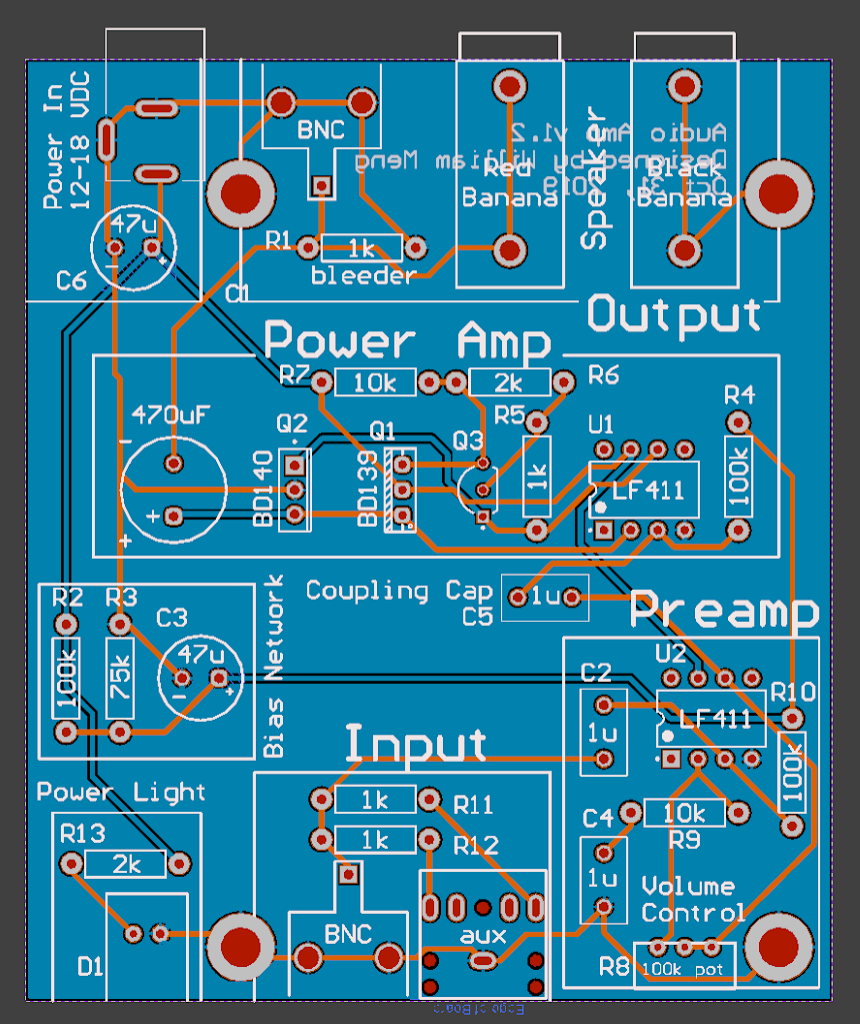 Power In
12-18 VDC
BNC
Audio Amp v1.2
Designed by William Meng
Oct 31, 2019
Red
Banana
Speaker
Black
Banana
47u
-
+
C6
R1
1k
bleeder
C1
Output
Power Amp
R7
10k
2k
R6
R5
R4
470uF
-
+
+
Q2
BD140
Q1
BD139
Q3
1k
U1
LF411
100k
Coupling Cap
C5
1u
Preamp
R2
R3
C3
100k
75k
47u
-
+
Bias Network
U2
C2
R10
LF411
1u
100k
Input
Power Light
1k
R11
1k
R12
C4
10k
R9
R13
2k
1u
Volume
Control
BNC
aux
D1
R8
100k pot